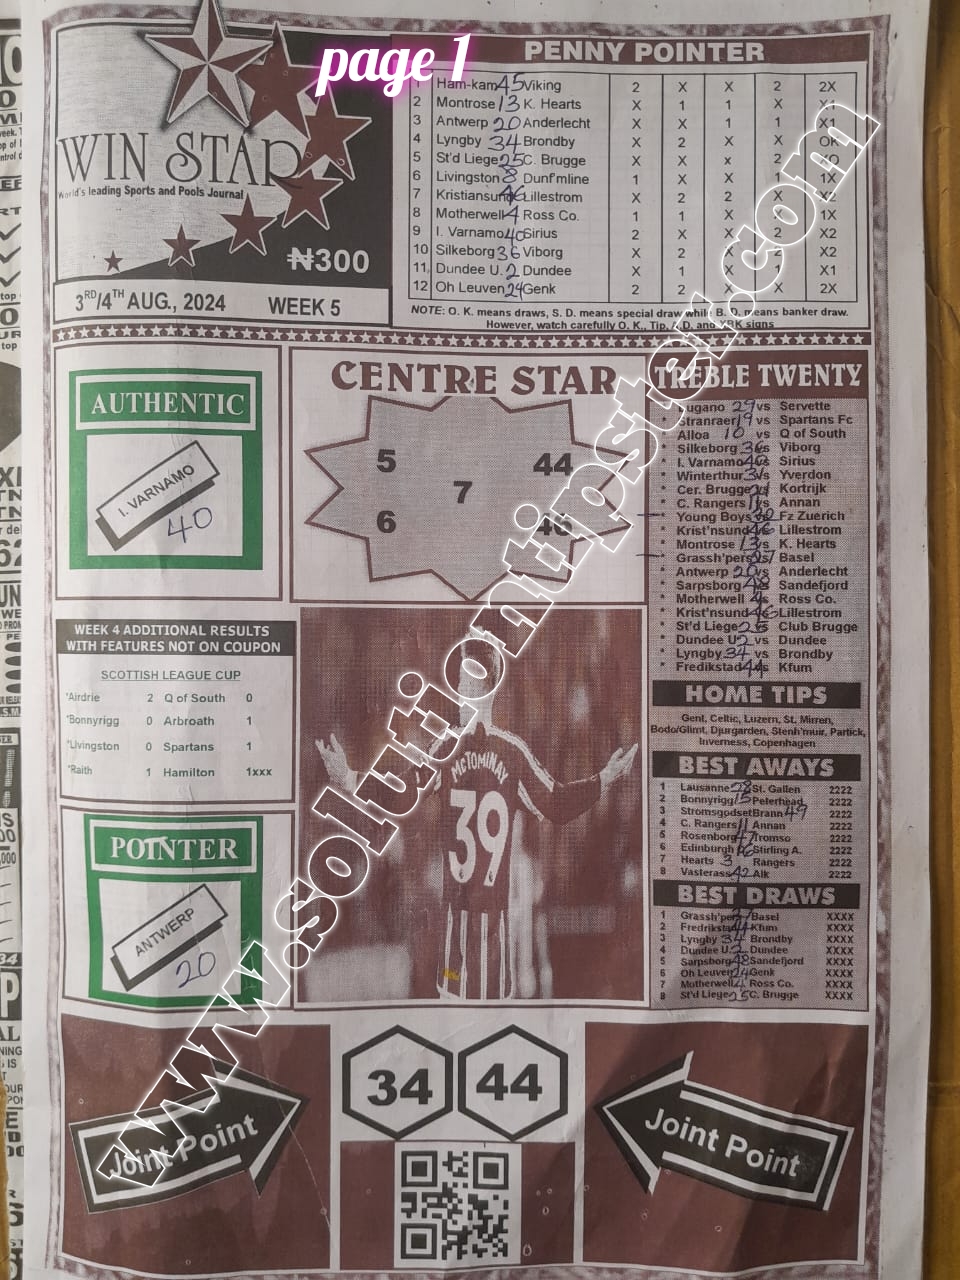 page 1
WIN STAR
World's leading Sports and Pools Journal
₦300
3RD/4TH AUG., 2024 WEEK 5
PENNY POINTER
1 Ham-kam 45 Viking 2 X X 2 2X
2 Montrose 13 K. Hearts X 1 1 X X1
3 Antwerp 20 Anderlecht X X 1 1 X1
4 Lyngby 34 Brondby X 2 X X OK
5 St'd Liege 25 C. Brugge X X x 2
6 Livingston 8 Dunf'mline 1 X X 1 1X
7 Kristiansund 46 Lillestrom X 2 2 X X2
8 Motherwell 4 Ross Co. 1 1 X 1X
9 I. Varnamo 40 Sirius 2 X X 2 X2
10 Silkeborg 36 Viborg X 2 X 2 X2
11 Dundee U. 2 Dundee X 1 X 1 X1
12 Oh Leuven 24 Genk 2 2 X X 2X
NOTE: O. K. means draws, S. D. means special draw while B. D. means banker draw.
However, watch carefully O. K., Tip, and signs
AUTHENTIC
I. VARNAMO
40
CENTRE STAR
5 44
7
6 46
TREBLE TWENTY
* Lugano 29 vs Servette
* Stranraer 19 vs Spartans Fc
* Alloa 10 vs Q of South
* Silkeborg 36 vs Viborg
* I. Varnamo 40 vs Sirius
* Winterthur 31 vs Yverdon
* Cer. Brugge 21 vs Kortrijk
* C. Rangers 11 vs Annan
* Young Boys 32 Fz Zuerich
* Krist'nsund 46 Lillestrom
* Montrose 13 vs K. Hearts
* Grassh'pers 27 Basel
* Antwerp 20 vs Anderlecht
* Sarpsborg 48 Sandefjord
* Motherwell 4 vs Ross Co.
* Krist'nsund 46 Lillestrom
* St'd Liege 25 Club Brugge
* Dundee U 2 vs Dundee
* Lyngby 34 vs Brondby
* Fredikstad 44 vs Kfum
WEEK 4 ADDITIONAL RESULTS
WITH FEATURES NOT ON COUPON
SCOTTISH LEAGUE CUP
*Airdrie 2 Q of South 0
*Bonnyrigg 0 Arbroath 1
*Livingston 0 Spartans 1
*Raith 1 Hamilton 1xxx
HOME TIPS
Gent, Celtic, Luzern, St. Mirren,
Bodo/Glimt, Djurgarden, Stenh'muir, Partick,
Inverness, Copenhagen
BEST AWAYS
1 Lausanne 28 St. Gallen 2222
2 Bonnyrigg 15 Peterhead 2222
3 Stromsgodset Brann 49 2222
4 C. Rangers 11 Annan 2222
5 Rosenborg 47 Tromso 2222
6 Edinburgh 16 Stirling A. 2222
7 Hearts 3 Rangers 2222
8 Vasterass 42 Aik 2222
BEST DRAWS
1 Grassh'pers 27 Basel XXXX
2 Fredrikstad 44 Kfum XXXX
3 Lyngby 34 Brondby XXXX
4 Dundee U. 2 Dundee XXXX
5 Sarpsborg 48 Sandefjord XXXX
6 Oh Leuven 24 Genk XXXX
7 Motherwell 4 Ross Co. XXXX
8 St'd Liege 25 C. Brugge XXXX
POINTER
ANTWERP
20
McTOMINAY
39
Joint Point
34 44
Joint Point
www.solutiontipster.com